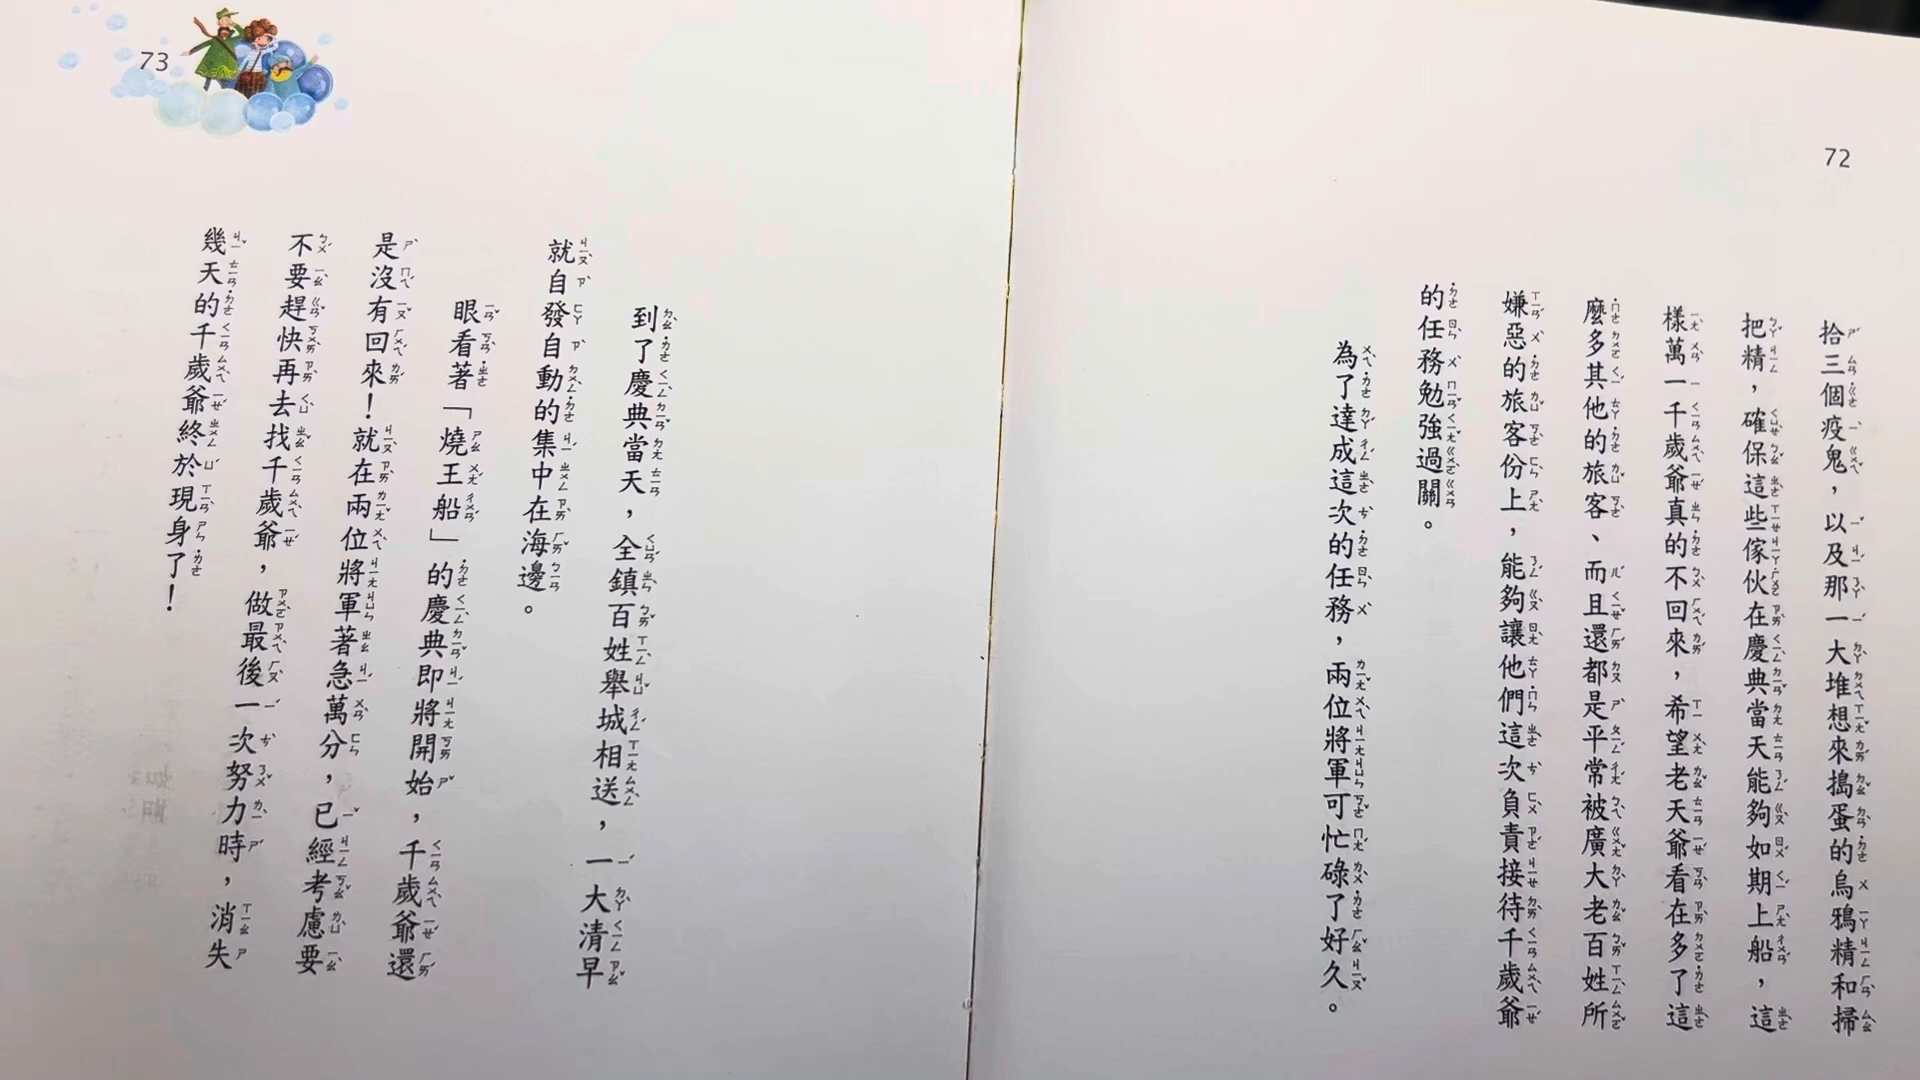 72
拾三個疫鬼，以及那一大堆想來搗蛋的烏鴉精和掃
把精，確保這些傢伙在慶典當天能夠如期上船，這
樣萬一千歲爺真的不回來，希望老天爺看在多了這
麼多其他的旅客、而且還都是平常被廣大老百姓所
嫌惡的旅客份上，能夠讓他們這次負責接待千歲爺
的任務勉強過關。
為了達成這次的任務，兩位將軍可忙碌了好久。
到了慶典當天，全鎮百姓舉城相送，一大清早
就自發自動的集中在海邊。
眼看著「燒王船」的慶典即將開始，千歲爺還
是沒有回來！就在兩位將軍著急萬分，已經考慮要
不要趕快再去找千歲爺，做最後一次努力時，消失
幾天的千歲爺終於現身了！
73